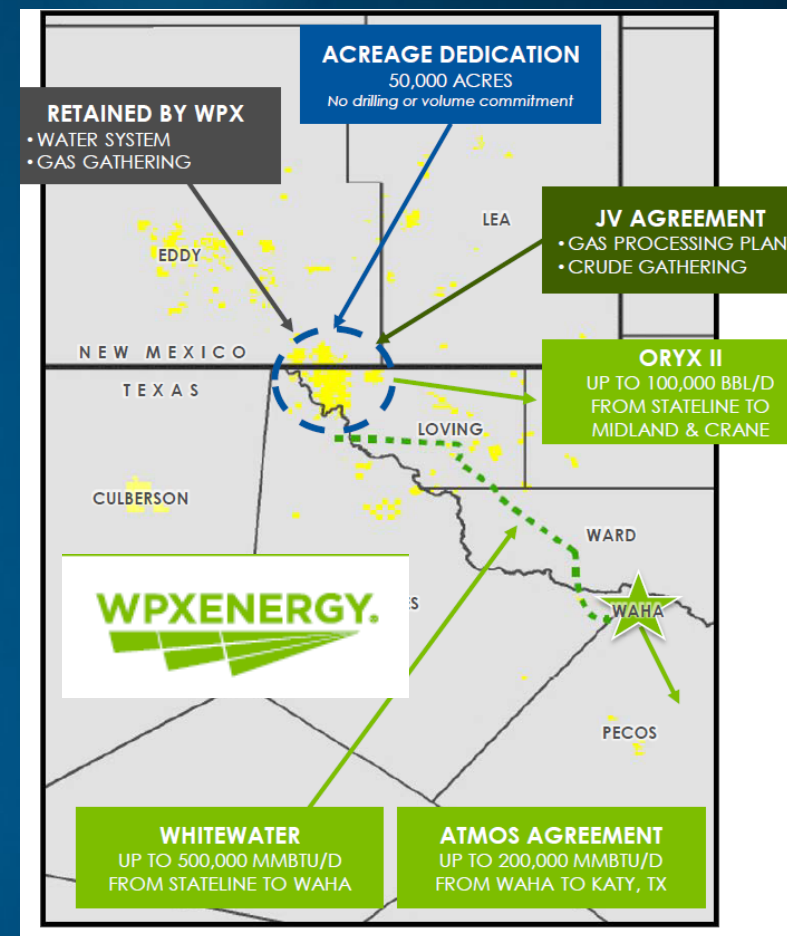 ACREAGE DEDICATION
50,000 ACRES
No drilling or volume commitment
RETAINED BY WPX
• WATER SYSTEM
• GAS GATHERING
LEA
JV AGREEMENT
• GAS PROCESSING PLAN
• CRUDE GATHERING
EDDY
NEW MEXICO
TEXAS
ORYX II
UP TO 100,000 BBL/D
FROM STATELINE TO
MIDLAND & CRANE
LOVING
CULBERSON
WARD
WPXENERGY®
WAHA
PECOS
WHITEWATER
UP TO 500,000 MMBTU/D
FROM STATELINE TO WAHA
ATMOS AGREEMENT
UP TO 200,000 MMBTU/D
FROM WAHA TO KATY, TX